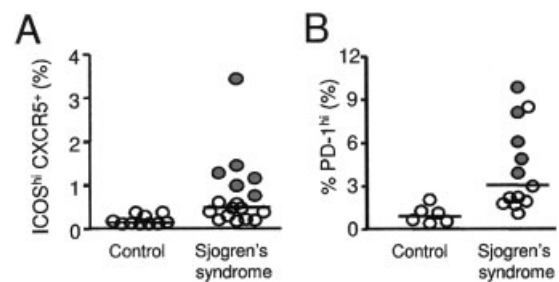 A
ICOShi CXCR5+ (%)
4
3
2
1
0
Control
Sjogren's
syndrome
B
% PD-1hi (%)
12
9
6
3
0
Control
Sjogren's
syndrome